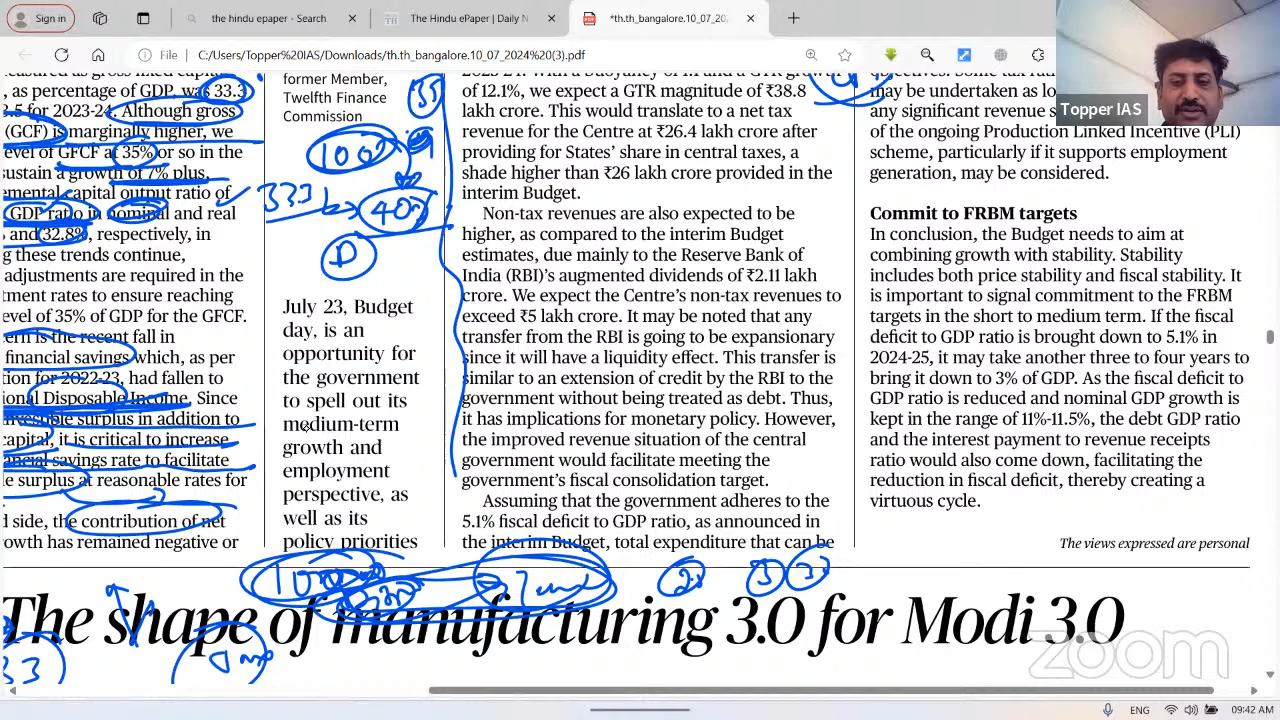 Sign in
the hindu epaper - Search
The Hindu ePaper | Daily N
*th.th_bangalore.10_07_202
File
C:/Users/Topper%20IAS/Downloads/th.th_bangalore.10_07_2024%20(3).pdf
Topper IAS
, as percentage of GDP, was 33.3
3.5 for 2023-24. Although gross
(GCF) is marginally higher, we
evel of GFCF at 35% or so in the
sustain a growth of 7% plus,
emental capital output ratio of
GDP ratio in nominal and real
and 32.8%, respectively, in
g these trends continue,
adjustments are required in the
tment rates to ensure reaching
evel of 35% of GDP for the GFCF.
ern is the recent fall in
financial savings which, as per
tion for 2022-23, had fallen to
ional Disposable Income. Since
investible surplus in addition to
capital, it is critical to increase
ancial savings rate to facilitate
e surplus at reasonable rates for
d side, the contribution of net
owth has remained negative or
former Member,
Twelfth Finance
Commission
35
100
333
400
D
July 23, Budget
day, is an
opportunity for
the government
to spell out its
medium-term
growth and
employment
perspective, as
well as its
policy priorities
2023-24. With a buoyancy of 1.1 and a GTR growth
of 12.1%, we expect a GTR magnitude of ₹38.8
lakh crore. This would translate to a net tax
revenue for the Centre at ₹26.4 lakh crore after
providing for States’ share in central taxes, a
shade higher than ₹26 lakh crore provided in the
interim Budget.
Non-tax revenues are also expected to be
higher, as compared to the interim Budget
estimates, due mainly to the Reserve Bank of
India (RBI)’s augmented dividends of ₹2.11 lakh
crore. We expect the Centre’s non-tax revenues to
exceed ₹5 lakh crore. It may be noted that any
transfer from the RBI is going to be expansionary
since it will have a liquidity effect. This transfer is
similar to an extension of credit by the RBI to the
government without being treated as debt. Thus,
it has implications for monetary policy. However,
the improved revenue situation of the central
government would facilitate meeting the
government’s fiscal consolidation target.
Assuming that the government adheres to the
5.1% fiscal deficit to GDP ratio, as announced in
the interim Budget, total expenditure that can be
may be undertaken as lo
any significant revenue s
of the ongoing Production Linked Incentive (PLI)
scheme, particularly if it supports employment
generation, may be considered.
Commit to FRBM targets
In conclusion, the Budget needs to aim at
combining growth with stability. Stability
includes both price stability and fiscal stability. It
is important to signal commitment to the FRBM
targets in the short to medium term. If the fiscal
deficit to GDP ratio is brought down to 5.1% in
2024-25, it may take another three to four years to
bring it down to 3% of GDP. As the fiscal deficit to
GDP ratio is reduced and nominal GDP growth is
kept in the range of 11%-11.5%, the debt GDP ratio
and the interest payment to revenue receipts
ratio would also come down, facilitating the
reduction in fiscal deficit, thereby creating a
virtuous cycle.
The views expressed are personal
The shape of manufacturing 3.0 for Modi 3.0
33
zoom
ENG
09:42 AM